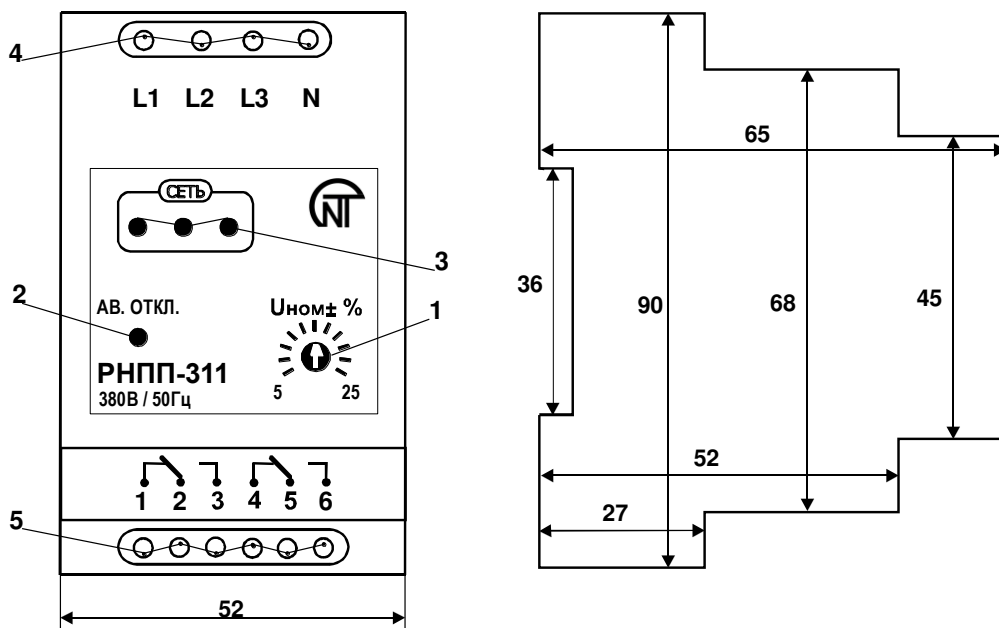 4
L1 L2 L3 N
СЕТЬ
NT
3
2
АВ. ОТКЛ.
Uном± %
1
РНПП-311
380В / 50Гц
5 25
1 2 3 4 5 6
5
52
65
36
90
68
45
52
27